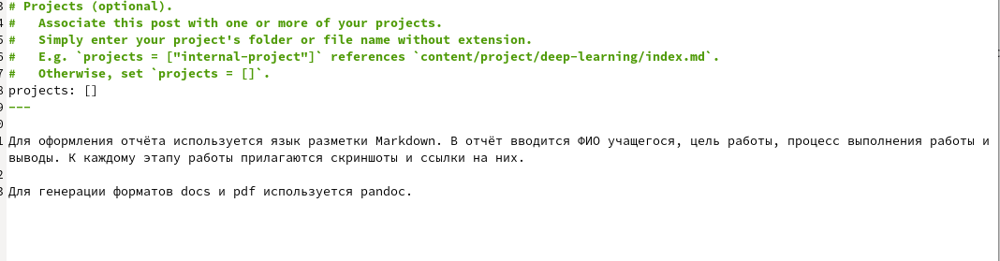 3 # Projects (optional).
4 #   Associate this post with one or more of your projects.
5 #   Simply enter your project's folder or file name without extension.
6 #   E.g. `projects = ["internal-project"]` references `content/project/deep-learning/index.md`.
7 #   Otherwise, set `projects = []`.
8 projects: []
9 ---
0
1 Для оформления отчёта используется язык разметки Markdown. В отчёт вводится ФИО учащегося, цель работы, процесс выполнения работы и
выводы. К каждому этапу работы прилагаются скриншоты и ссылки на них.
2
3 Для генерации форматов docs и pdf используется pandoc.